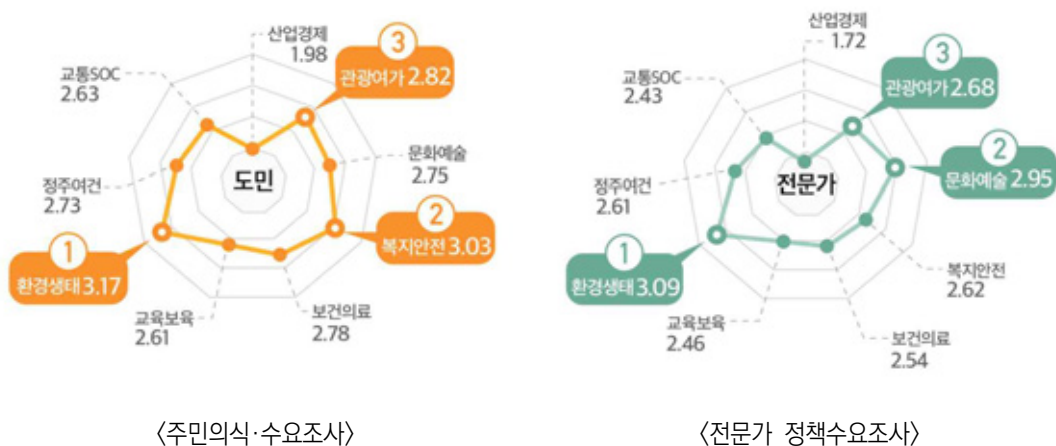 산업경제
1.98
③
관광여가 2.82
문화예술
2.75
②
복지안전 3.03
보건의료
2.78
교육보육
2.61
①
환경생태 3.17
정주여건
2.73
교통SOC
2.63
도민
〈주민의식·수요조사〉
산업경제
1.72
③
관광여가 2.68
②
문화예술 2.95
복지안전
2.62
보건의료
2.54
교육보육
2.46
①
환경생태 3.09
정주여건
2.61
교통SOC
2.43
전문가
〈전문가 정책수요조사〉